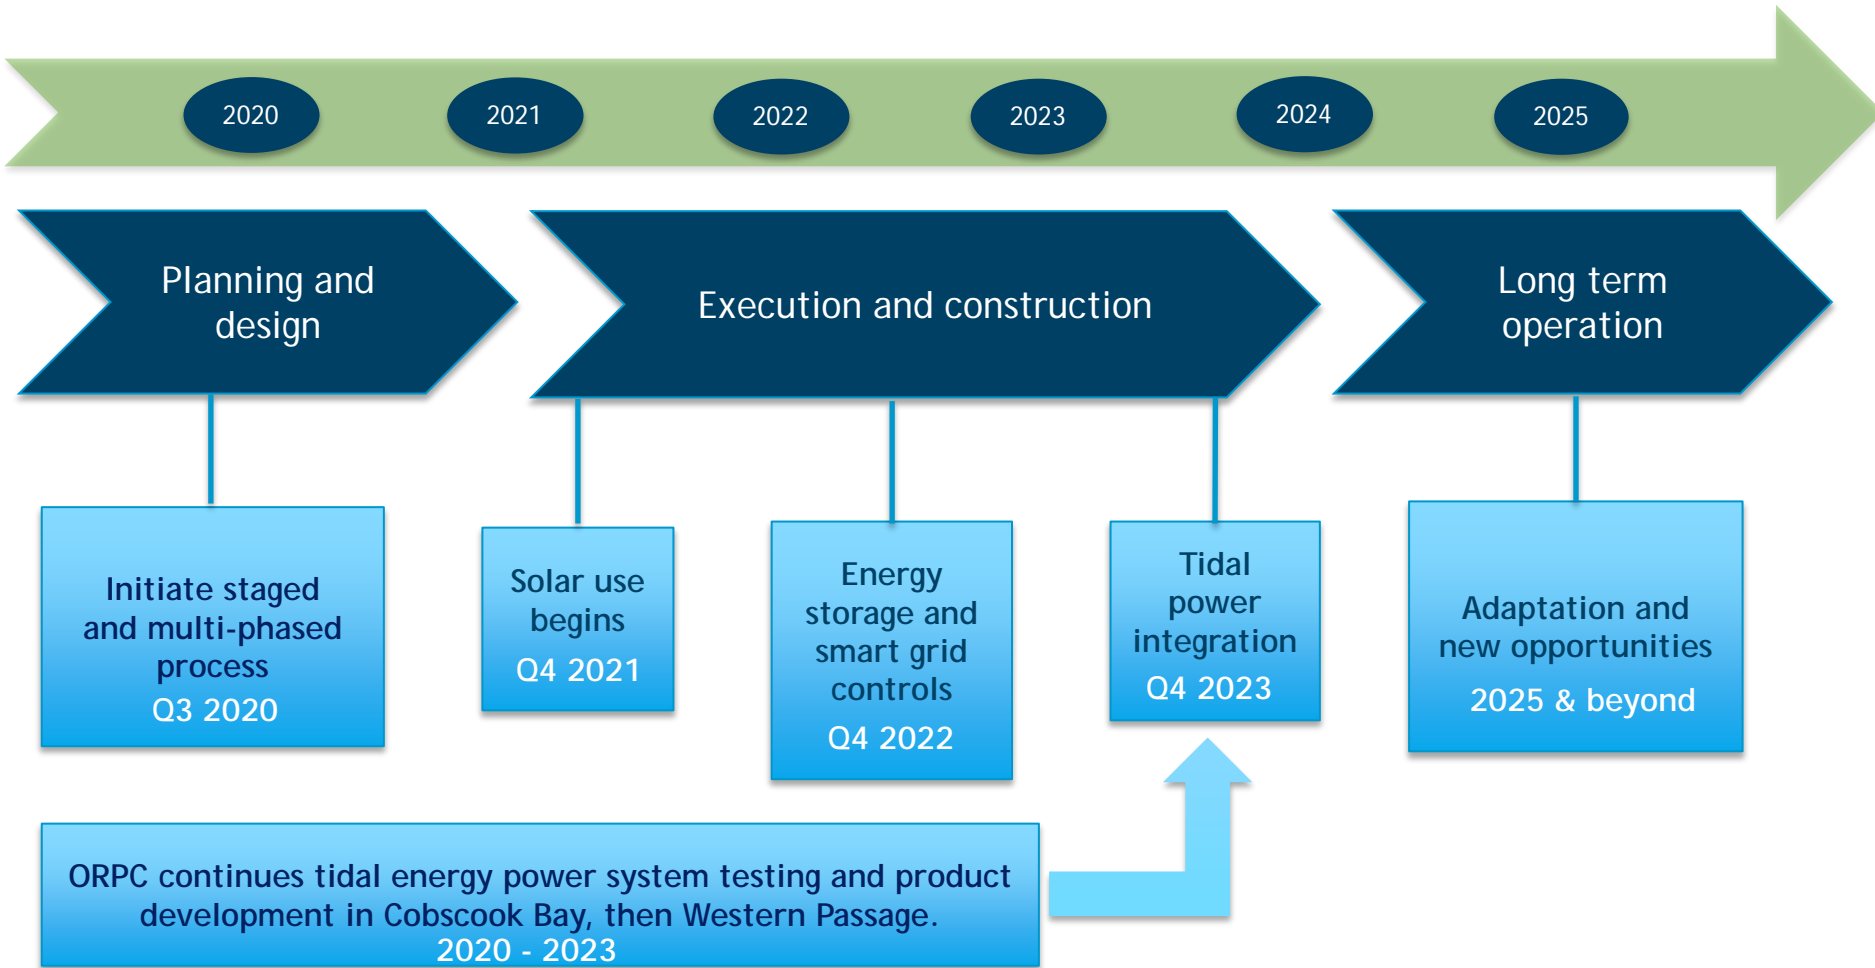 2020
2021
2022
2023
2024
2025
Planning and
design
Execution and construction
Long term
operation
Initiate staged
and multi-phased
process
Q3 2020
Solar use
begins
Q4 2021
Energy
storage and
smart grid
controls
Q4 2022
Tidal
power
integration
Q4 2023
Adaptation and
new opportunities
2025 & beyond
ORPC continues tidal energy power system testing and product
development in Cobscook Bay, then Western Passage.
2020 - 2023